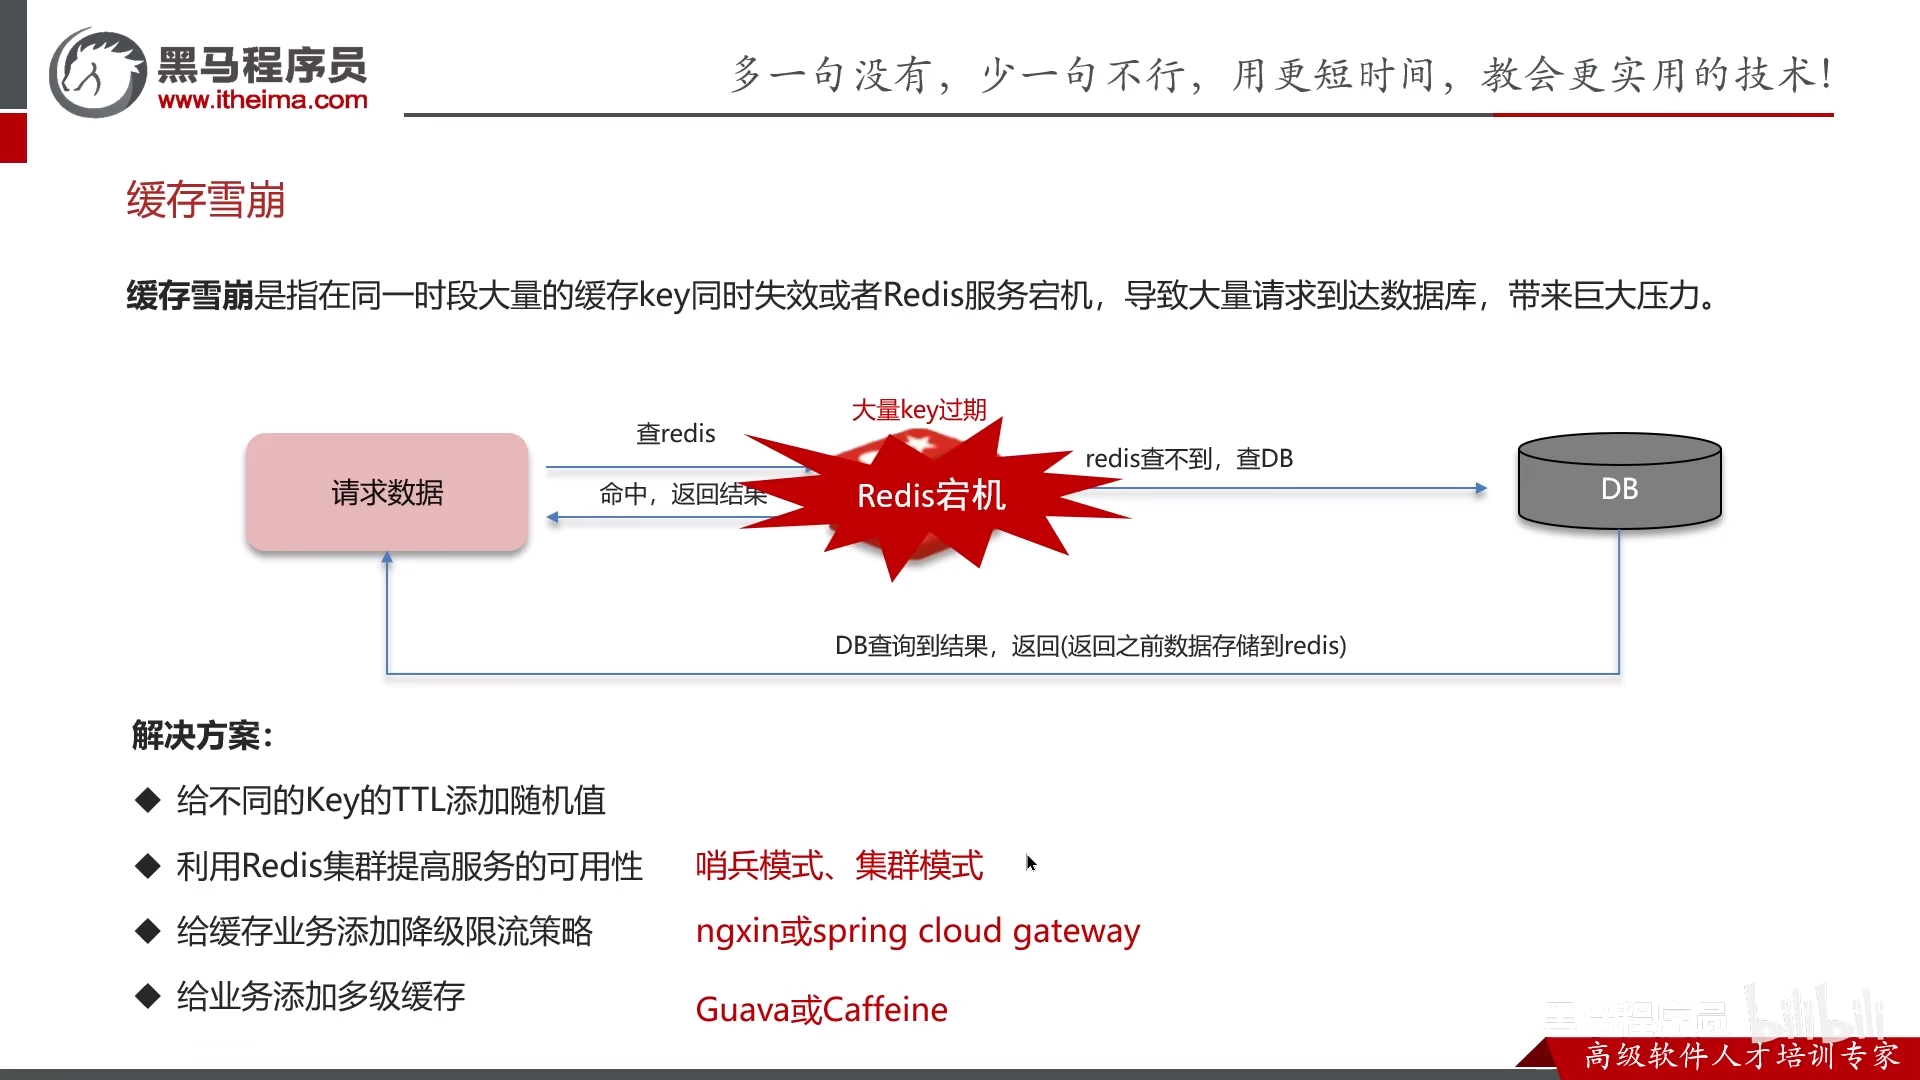 黑马程序员
www.itheima.com
多一句没有，少一句不行，用更短时间，教会更实用的技术！
缓存雪崩
缓存雪崩是指在同一时段大量的缓存key同时失效或者Redis服务宕机，导致大量请求到达数据库，带来巨大压力。
大量key过期
查redis
redis查不到，查DB
请求数据
命中，返回结果
Redis宕机
DB
DB查询到结果，返回(返回之前数据存储到redis)
解决方案：
给不同的Key的TTL添加随机值
利用Redis集群提高服务的可用性 哨兵模式、集群模式
给缓存业务添加降级限流策略 ngxin或spring cloud gateway
给业务添加多级缓存 Guava或Caffeine
黑马程序员 bilibili
高级软件人才培训专家